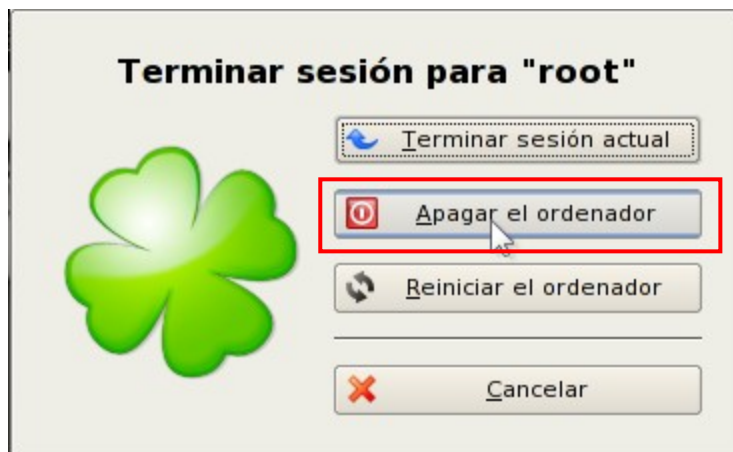 Terminar sesión para "root"
Terminar sesión actual
Apagar el ordenador
Reiniciar el ordenador
Cancelar